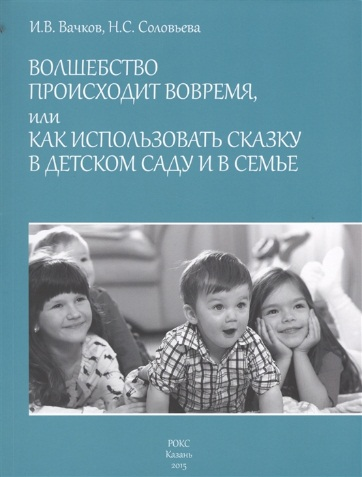 И.В. Вачков, Н.С. Соловьева
ВОЛШЕБСТВО
ПРОИСХОДИТ ВОВРЕМЯ,
или
КАК ИСПОЛЬЗОВАТЬ СКАЗКУ
В ДЕТСКОМ САДУ И В СЕМЬЕ
РОКС
Казань
2015